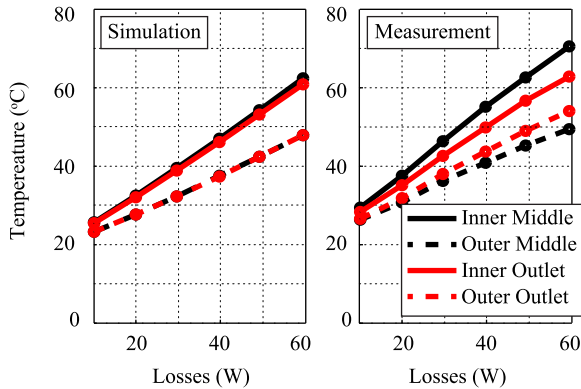 Simulation
Measurement
80
60
40
20
0
80
60
40
20
0
Tempereature (°C)
20
40
60
20
40
60
Losses (W)
Losses (W)
Inner Middle
Outer Middle
Inner Outlet
Outer Outlet